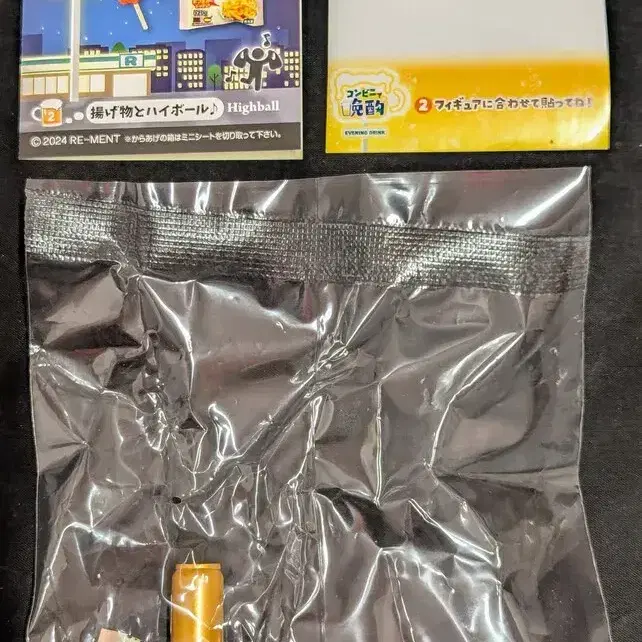 R
2 揚げ物とハイボール♪ Highball
© 2024 RE-MENT ※からあげの箱はミニシートを切り取って下さい。
コンビニで
晩酌
EVENING DRINK
2 フィギュアに合わせて貼ってね!